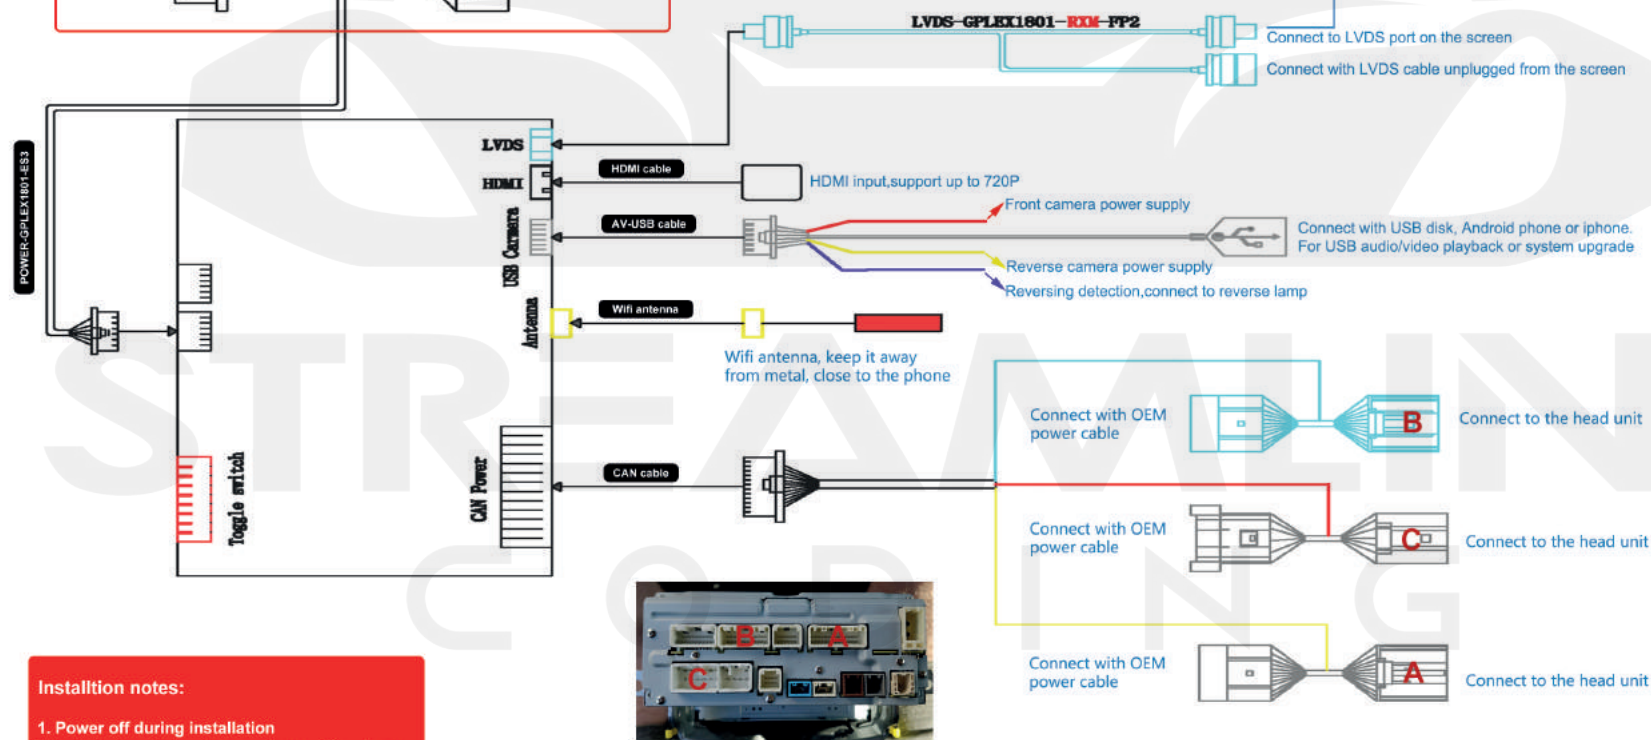 LVDS-GPLEX1801-RXM-FP2
Connect to LVDS port on the screen
Connect with LVDS cable unplugged from the screen
POWER-GPLEX1801-ES3
LVDS
HDMI cable
HDMI
HDMI input,support up to 720P
Front camera power supply
AV-USB cable
USB Carmera
Connect with USB disk, Android phone or iphone.
For USB audio/video playback or system upgrade
Reverse camera power supply
Reversing detection,connect to reverse lamp
Antenna
Wifi antenna
Wifi antenna, keep it away
from metal, close to the phone
STREAMLIN
CODING
Connect with OEM
power cable
B
Connect to the head unit
Toggle switch
CAN Power
CAN cable
Connect with OEM
power cable
C
Connect to the head unit
B
A
C
Connect with OEM
power cable
A
Connect to the head unit
Installtion notes:
1. Power off during installation